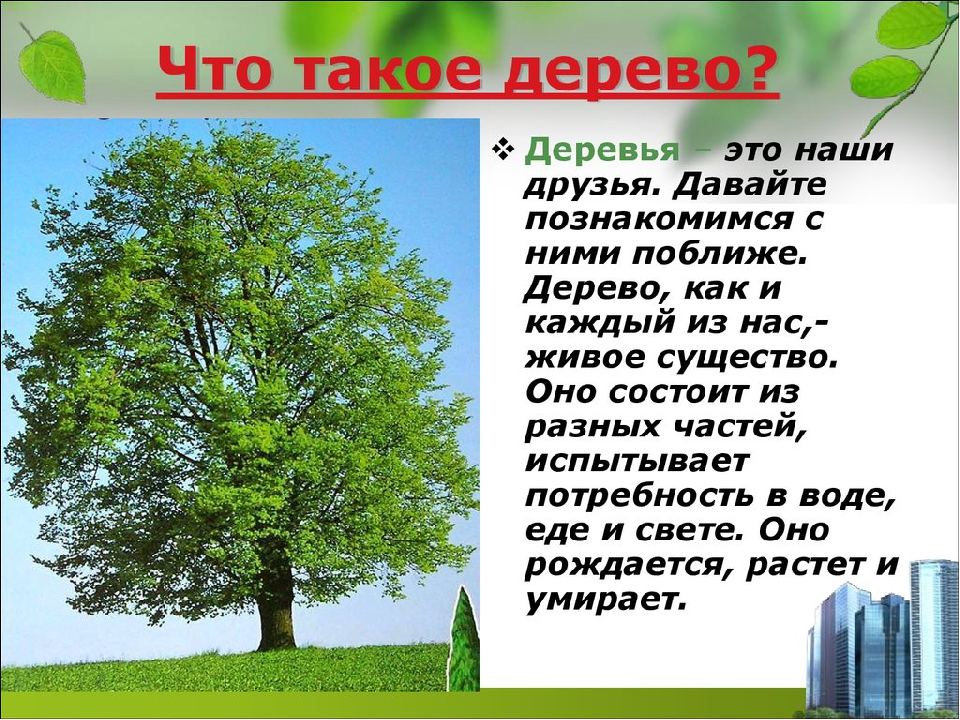 Что такое дерево?
❖ Деревья – это наши
друзья. Давайте
познакомимся с
ними поближе.
Дерево, как и
каждый из нас,-
живое существо.
Оно состоит из
разных частей,
испытывает
потребность в воде,
еде и свете. Оно
рождается, растет и
умирает.